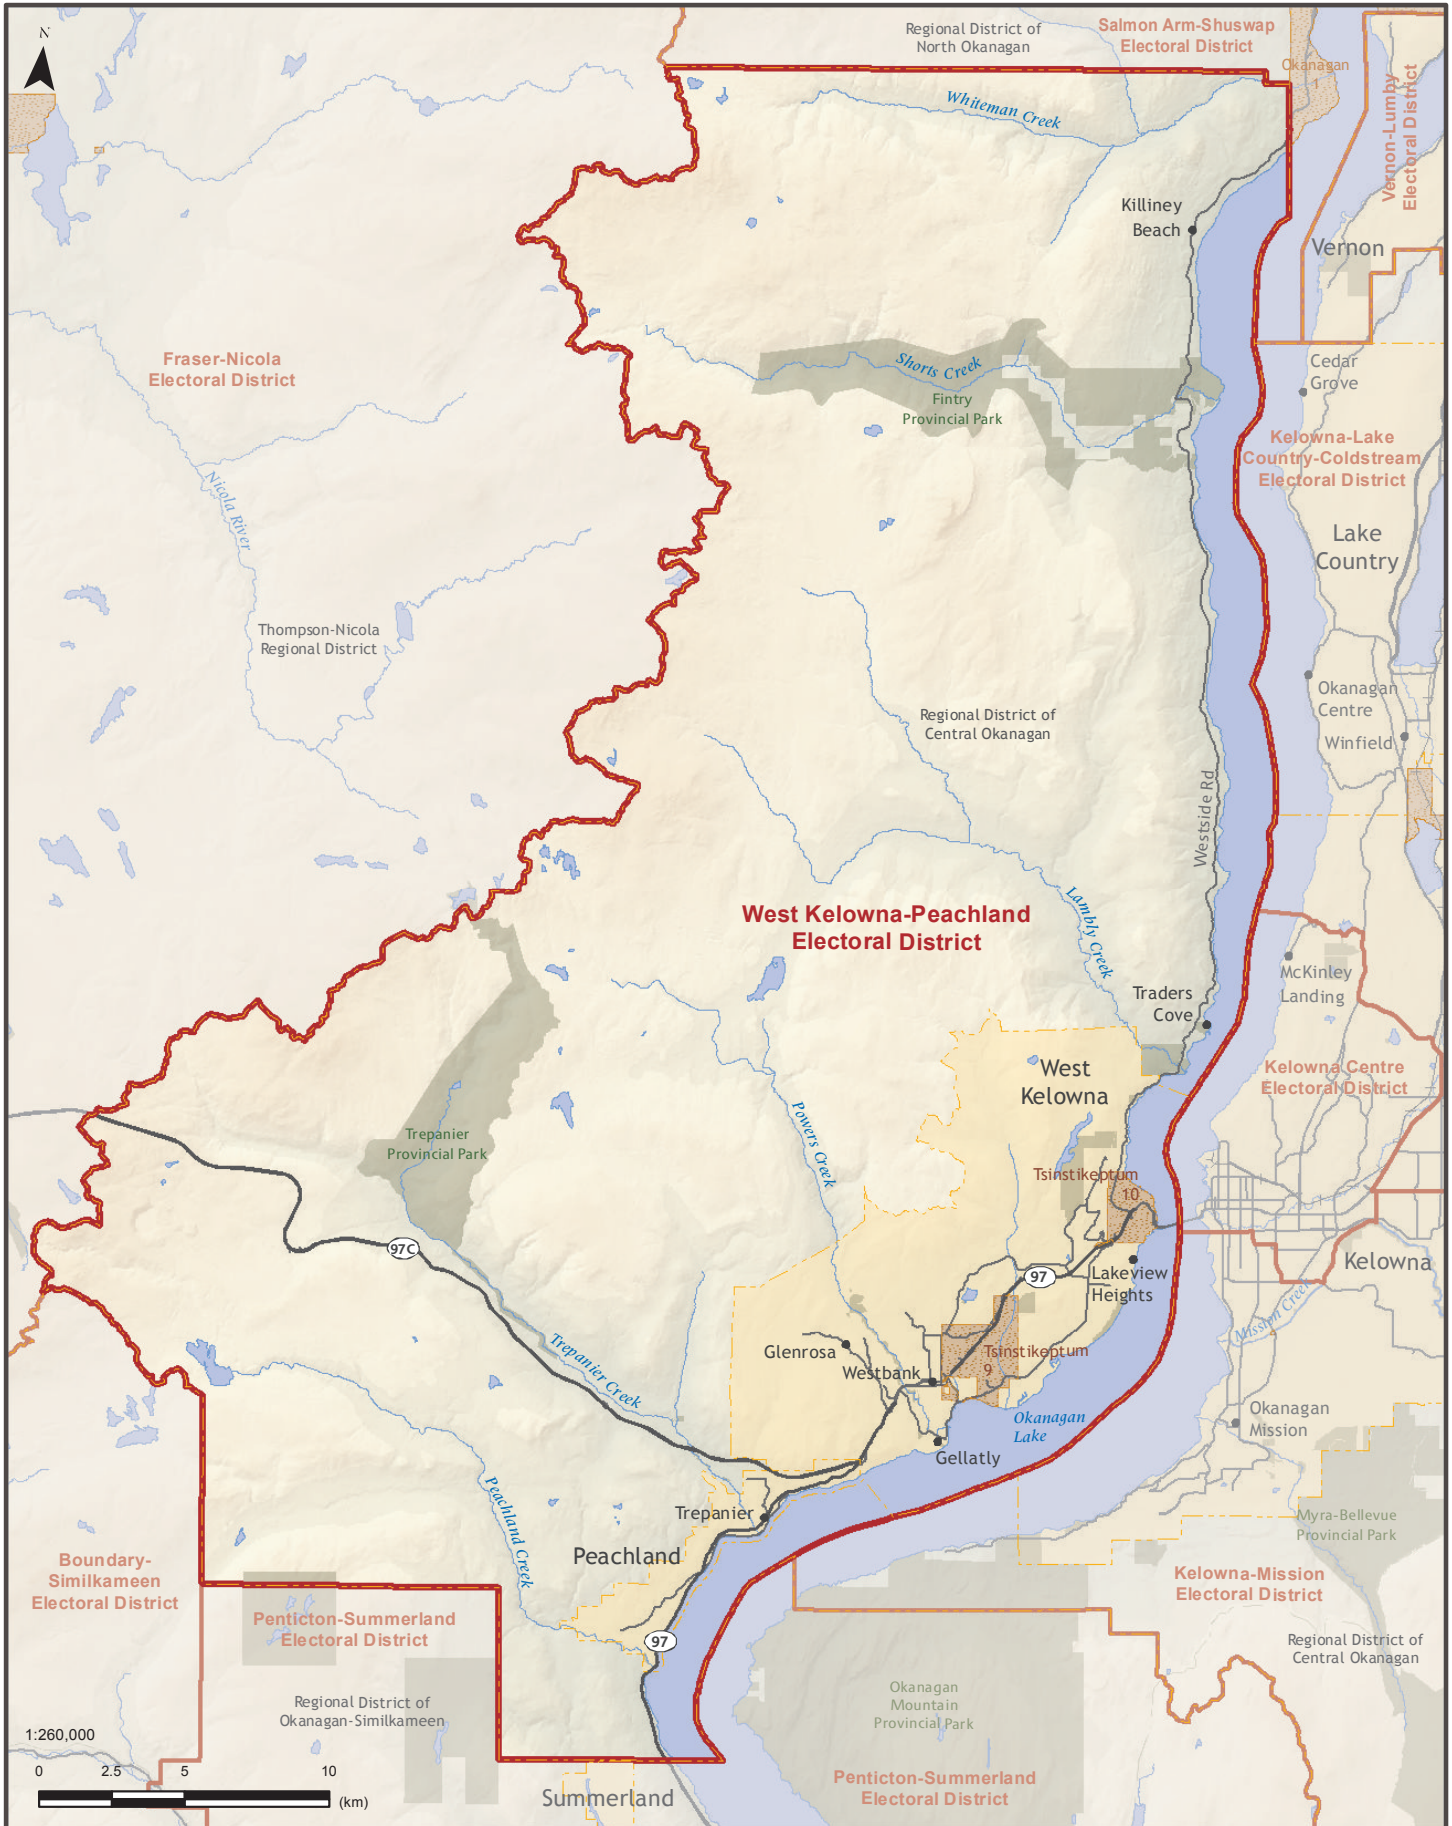 N
Regional District of
North Okanagan
Salmon Arm-Shuswap
Electoral District
Okanagan
1
Vernon-Lumby
Electoral District
Whiteman Creek
Killiney
Beach
Vernon
Fraser-Nicola
Electoral District
Shorts Creek
Fintry
Provincial Park
Cedar
Grove
Kelowna-Lake
Country-Coldstream
Electoral District
Nicola River
Lake
Country
Thompson-Nicola
Regional District
Okanagan
Centre
Winfield
Regional District of
Central Okanagan
Westside Rd
West Kelowna-Peachland
Electoral District
Lambly Creek
McKinley
Landing
Traders
Cove
West
Kelowna
Kelowna Centre
Electoral District
Powers Creek
Trepanier
Provincial Park
Tsinstikeptum
10
97C
97
Lakeview
Heights
Kelowna
Mission Creek
Glenrosa
Westbank
Tsinstikeptum
9
Trepanier Creek
Okanagan
Lake
Okanagan
Mission
Gellatly
Peachland Creek
Trepanier
Myra-Bellevue
Provincial Park
Peachland
Boundary-
Similkameen
Electoral District
Kelowna-Mission
Electoral District
Penticton-Summerland
Electoral District
97
Regional District of
Central Okanagan
Okanagan
Mountain
Provincial Park
Regional District of
Okanagan-Similkameen
1:260,000
0 2.5 5 10
(km)
Summerland
Penticton-Summerland
Electoral District